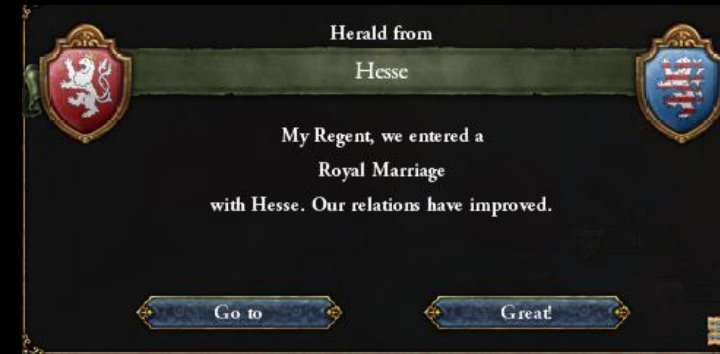 Herald from
Hesse
My Regent, we entered a
Royal Marriage
with Hesse. Our relations have improved.
Go to
Great!